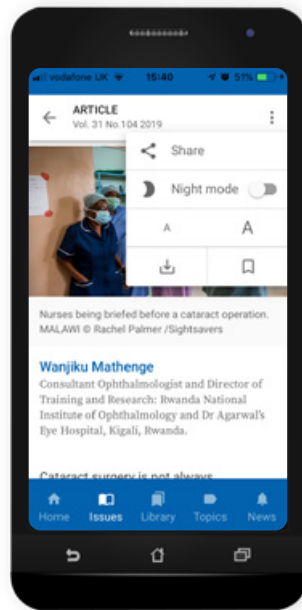 vodafone UK 15:40 51%
ARTICLE
Vol. 31 No.104 2019
Share
Night mode
A A
Nurses being briefed before a cataract operation.
MALAWI © Rachel Palmer /Sightsavers
Wanjiku Mathenge
Consultant Ophthalmologist and Director of
Training and Research: Rwanda National
Institute of Ophthalmology and Dr Agarwal's
Eye Hospital, Kigali, Rwanda.
Cataract surgery is not always
Home Issues Library Topics News